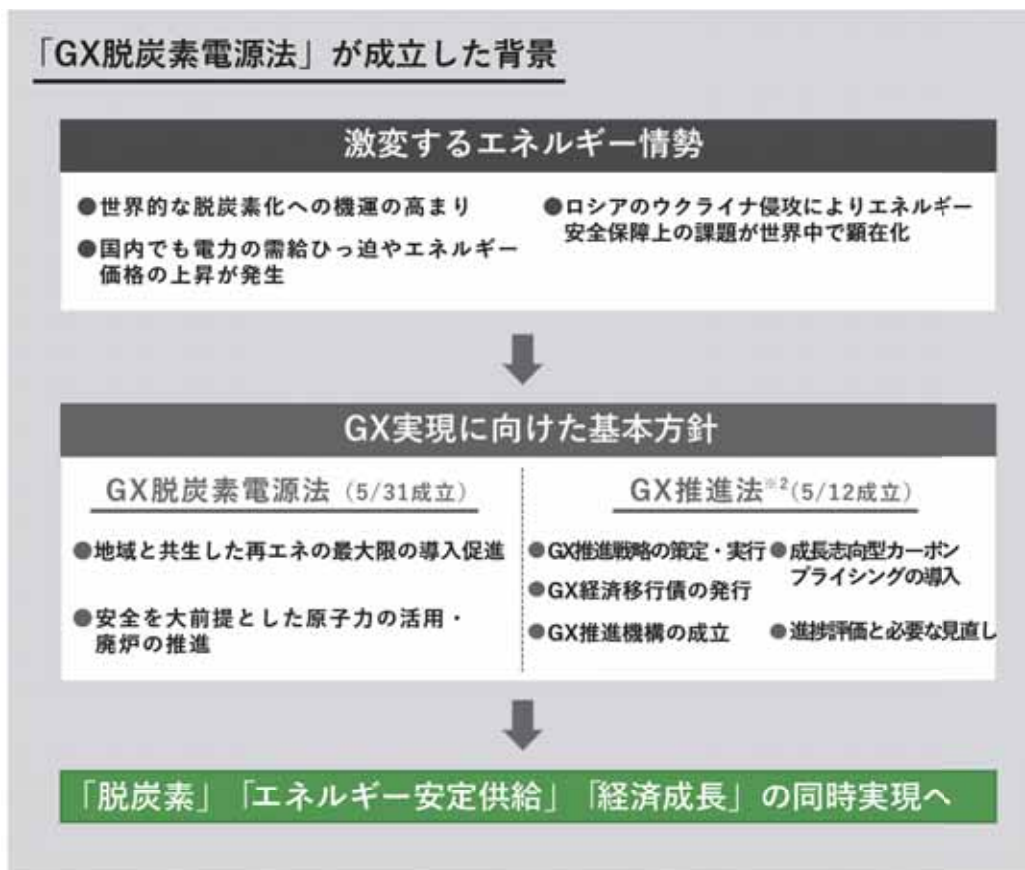 「GX脱炭素電源法」が成立した背景
激変するエネルギー情勢
●世界的な脱炭素化への機運の高まり
●国内でも電力の需給ひっ迫やエネルギー
価格の上昇が発生
●ロシアのウクライナ侵攻によりエネルギー
安全保障上の課題が世界中で顕在化
GX実現に向けた基本方針
GX脱炭素電源法（5/31成立）
●地域と共生した再エネの最大限の導入促進
●安全を大前提とした原子力の活用・
廃炉の推進
GX推進法※2(5/12成立）
●GX推進戦略の策定・実行
●GX経済移行債の発行
●GX推進機構の成立
●成長志向型カーボン
プライシングの導入
●進捗評価と必要な見直し
「脱炭素」「エネルギー安定供給」「経済成長」の同時実現へ